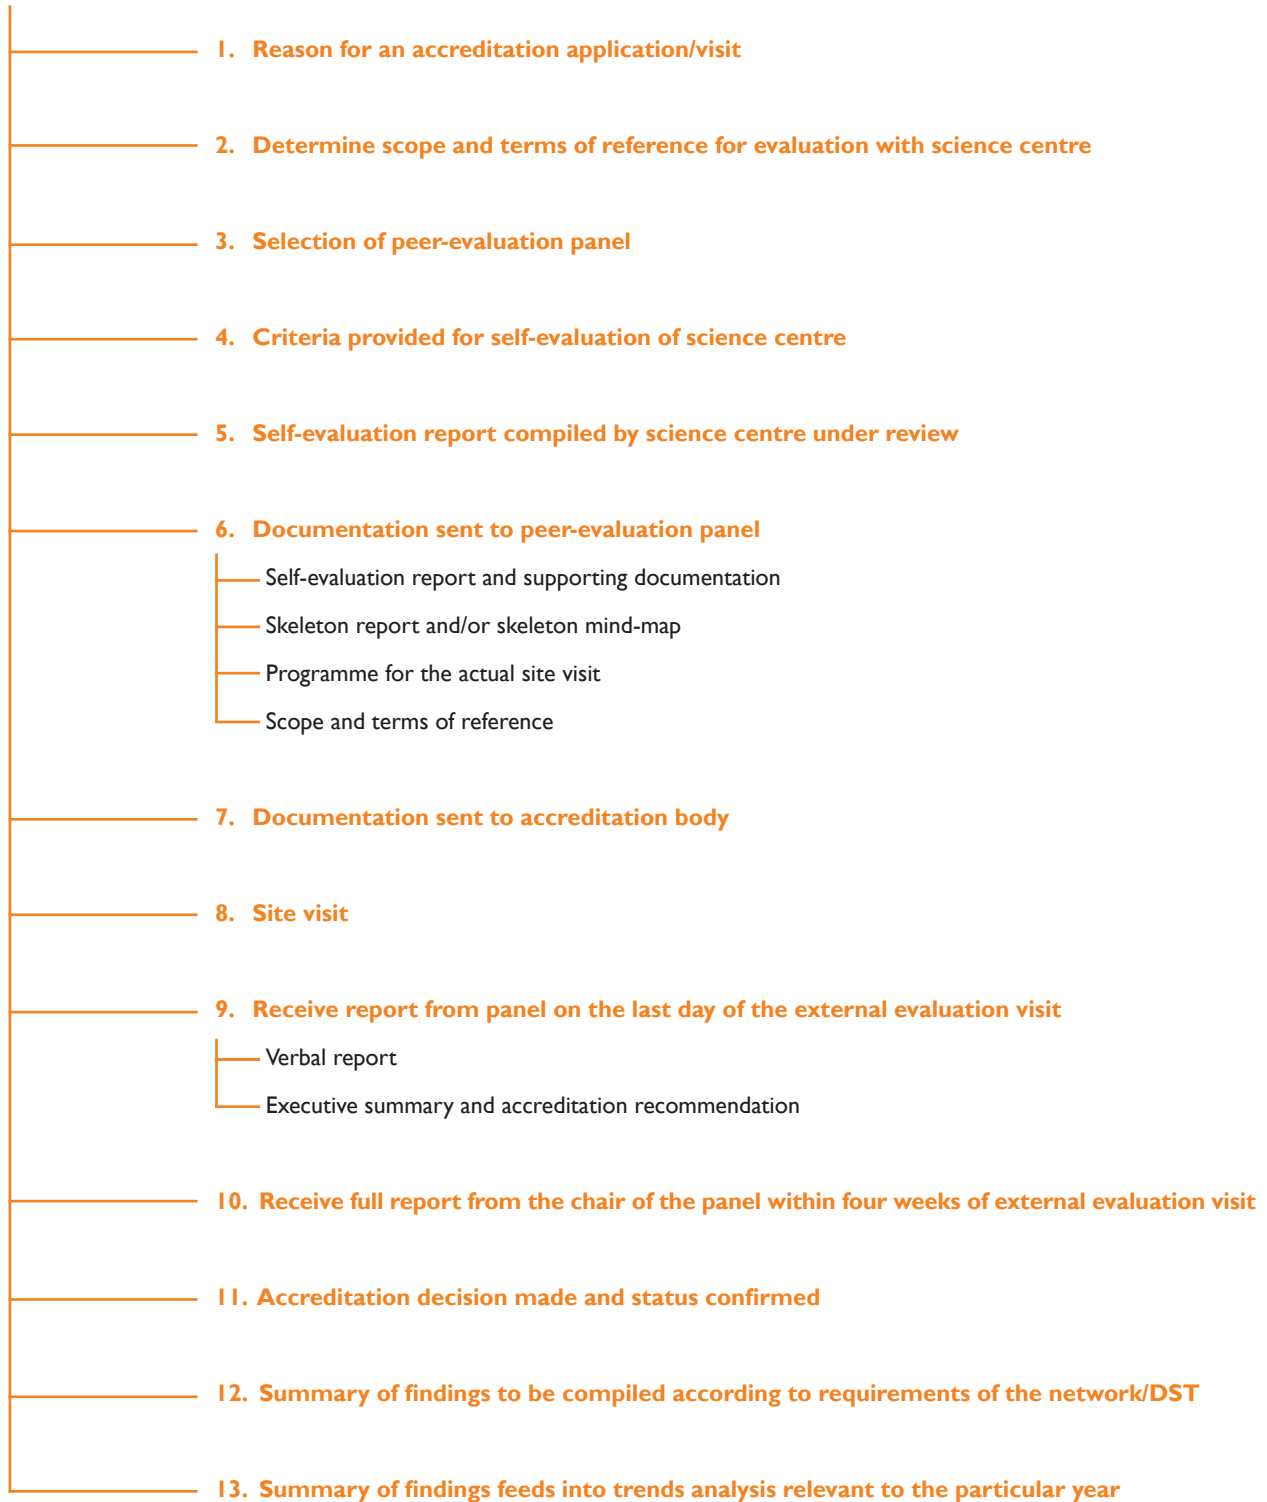 1. Reason for an accreditation application/visit
2. Determine scope and terms of reference for evaluation with science centre
3. Selection of peer-evaluation panel
4. Criteria provided for self-evaluation of science centre
5. Self-evaluation report compiled by science centre under review
6. Documentation sent to peer-evaluation panel
Self-evaluation report and supporting documentation
Skeleton report and/or skeleton mind-map
Programme for the actual site visit
Scope and terms of reference
7. Documentation sent to accreditation body
8. Site visit
9. Receive report from panel on the last day of the external evaluation visit
Verbal report
Executive summary and accreditation recommendation
10. Receive full report from the chair of the panel within four weeks of external evaluation visit
11. Accreditation decision made and status confirmed
12. Summary of findings to be compiled according to requirements of the network/DST
13. Summary of findings feeds into trends analysis relevant to the particular year